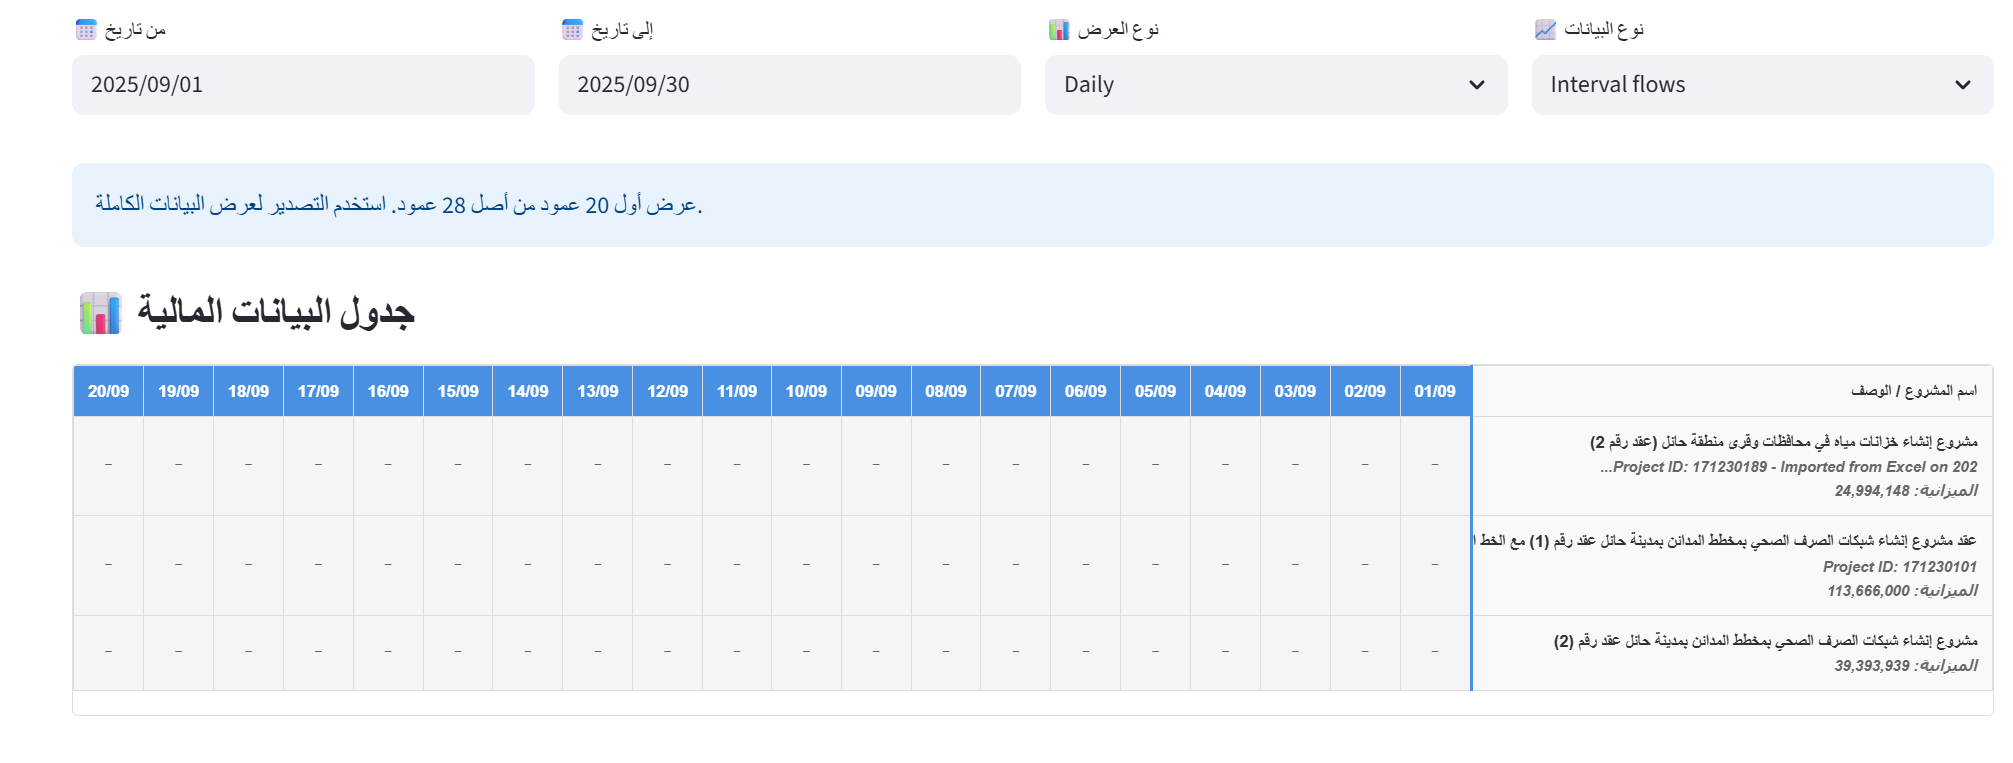 من تاريخ
2025/09/01
إلى تاريخ
2025/09/30
نوع العرض
Daily
نوع البيانات
Interval flows
عرض أول 20 عمود من أصل 28 عمود. استخدم التصدير لعرض البيانات الكاملة.
جدول البيانات المالية
اسم المشروع / الوصف 01/09 02/09 03/09 04/09 05/09 06/09 07/09 08/09 09/09 10/09 11/09 12/09 13/09 14/09 15/09 16/09 17/09 18/09 19/09 20/09
مشروع إنشاء خزانات مياه في محافظات وقرى منطقة حائل (عقد رقم 2)
Project ID: 171230189 - Imported from Excel on 202...
الميزانية: 24,994,148
- - - - - - - - - - - - - - - - - - - -
عقد مشروع إنشاء شبكات الصرف الصحي بمخطط المدائن بمدينة حائل عقد رقم (1) مع الخط ا
Project ID: 171230101
الميزانية: 113,666,000
- - - - - - - - - - - - - - - - - - - -
مشروع إنشاء شبكات الصرف الصحي بمخطط المدائن بمدينة حائل عقد رقم (2)
الميزانية: 39,393,939
- - - - - - - - - - - - - - - - - - - -